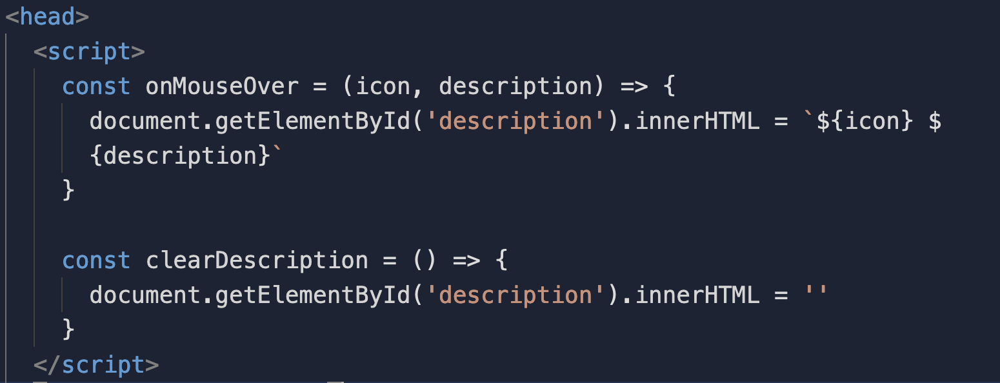 <head>
<script>
const onMouseOver = (icon, description) => {
document.getElementById('description').innerHTML = `${icon} $
{description}`
}
const clearDescription = () => {
document.getElementById('description').innerHTML = ''
}
</script>